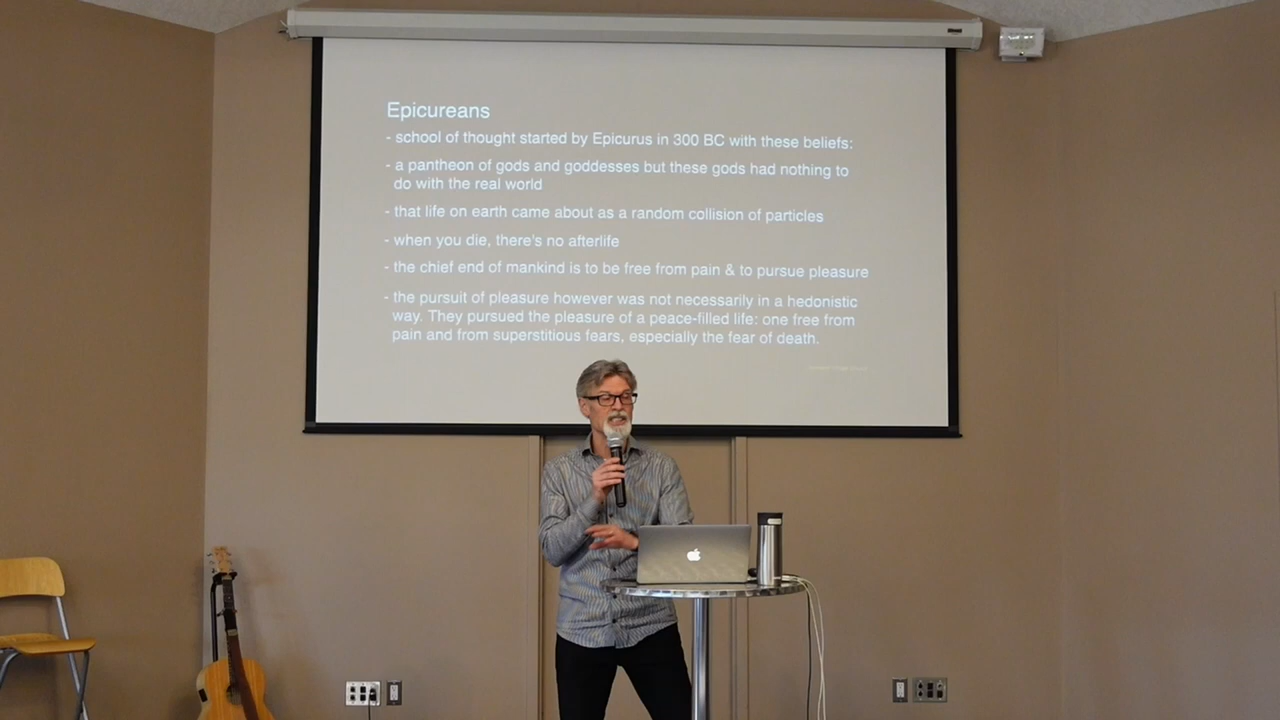 Epicureans
- school of thought started by Epicurus in 300 BC with these beliefs:
- a pantheon of gods and goddesses but these gods had nothing to
do with the real world
- that life on earth came about as a random collision of particles
- when you die, there's no afterlife
- the chief end of mankind is to be free from pain & to pursue pleasure
- the pursuit of pleasure however was not necessarily in a hedonistic
way. They pursued the pleasure of a peace-filled life: one free from
pain and from superstitious fears, especially the fear of death.